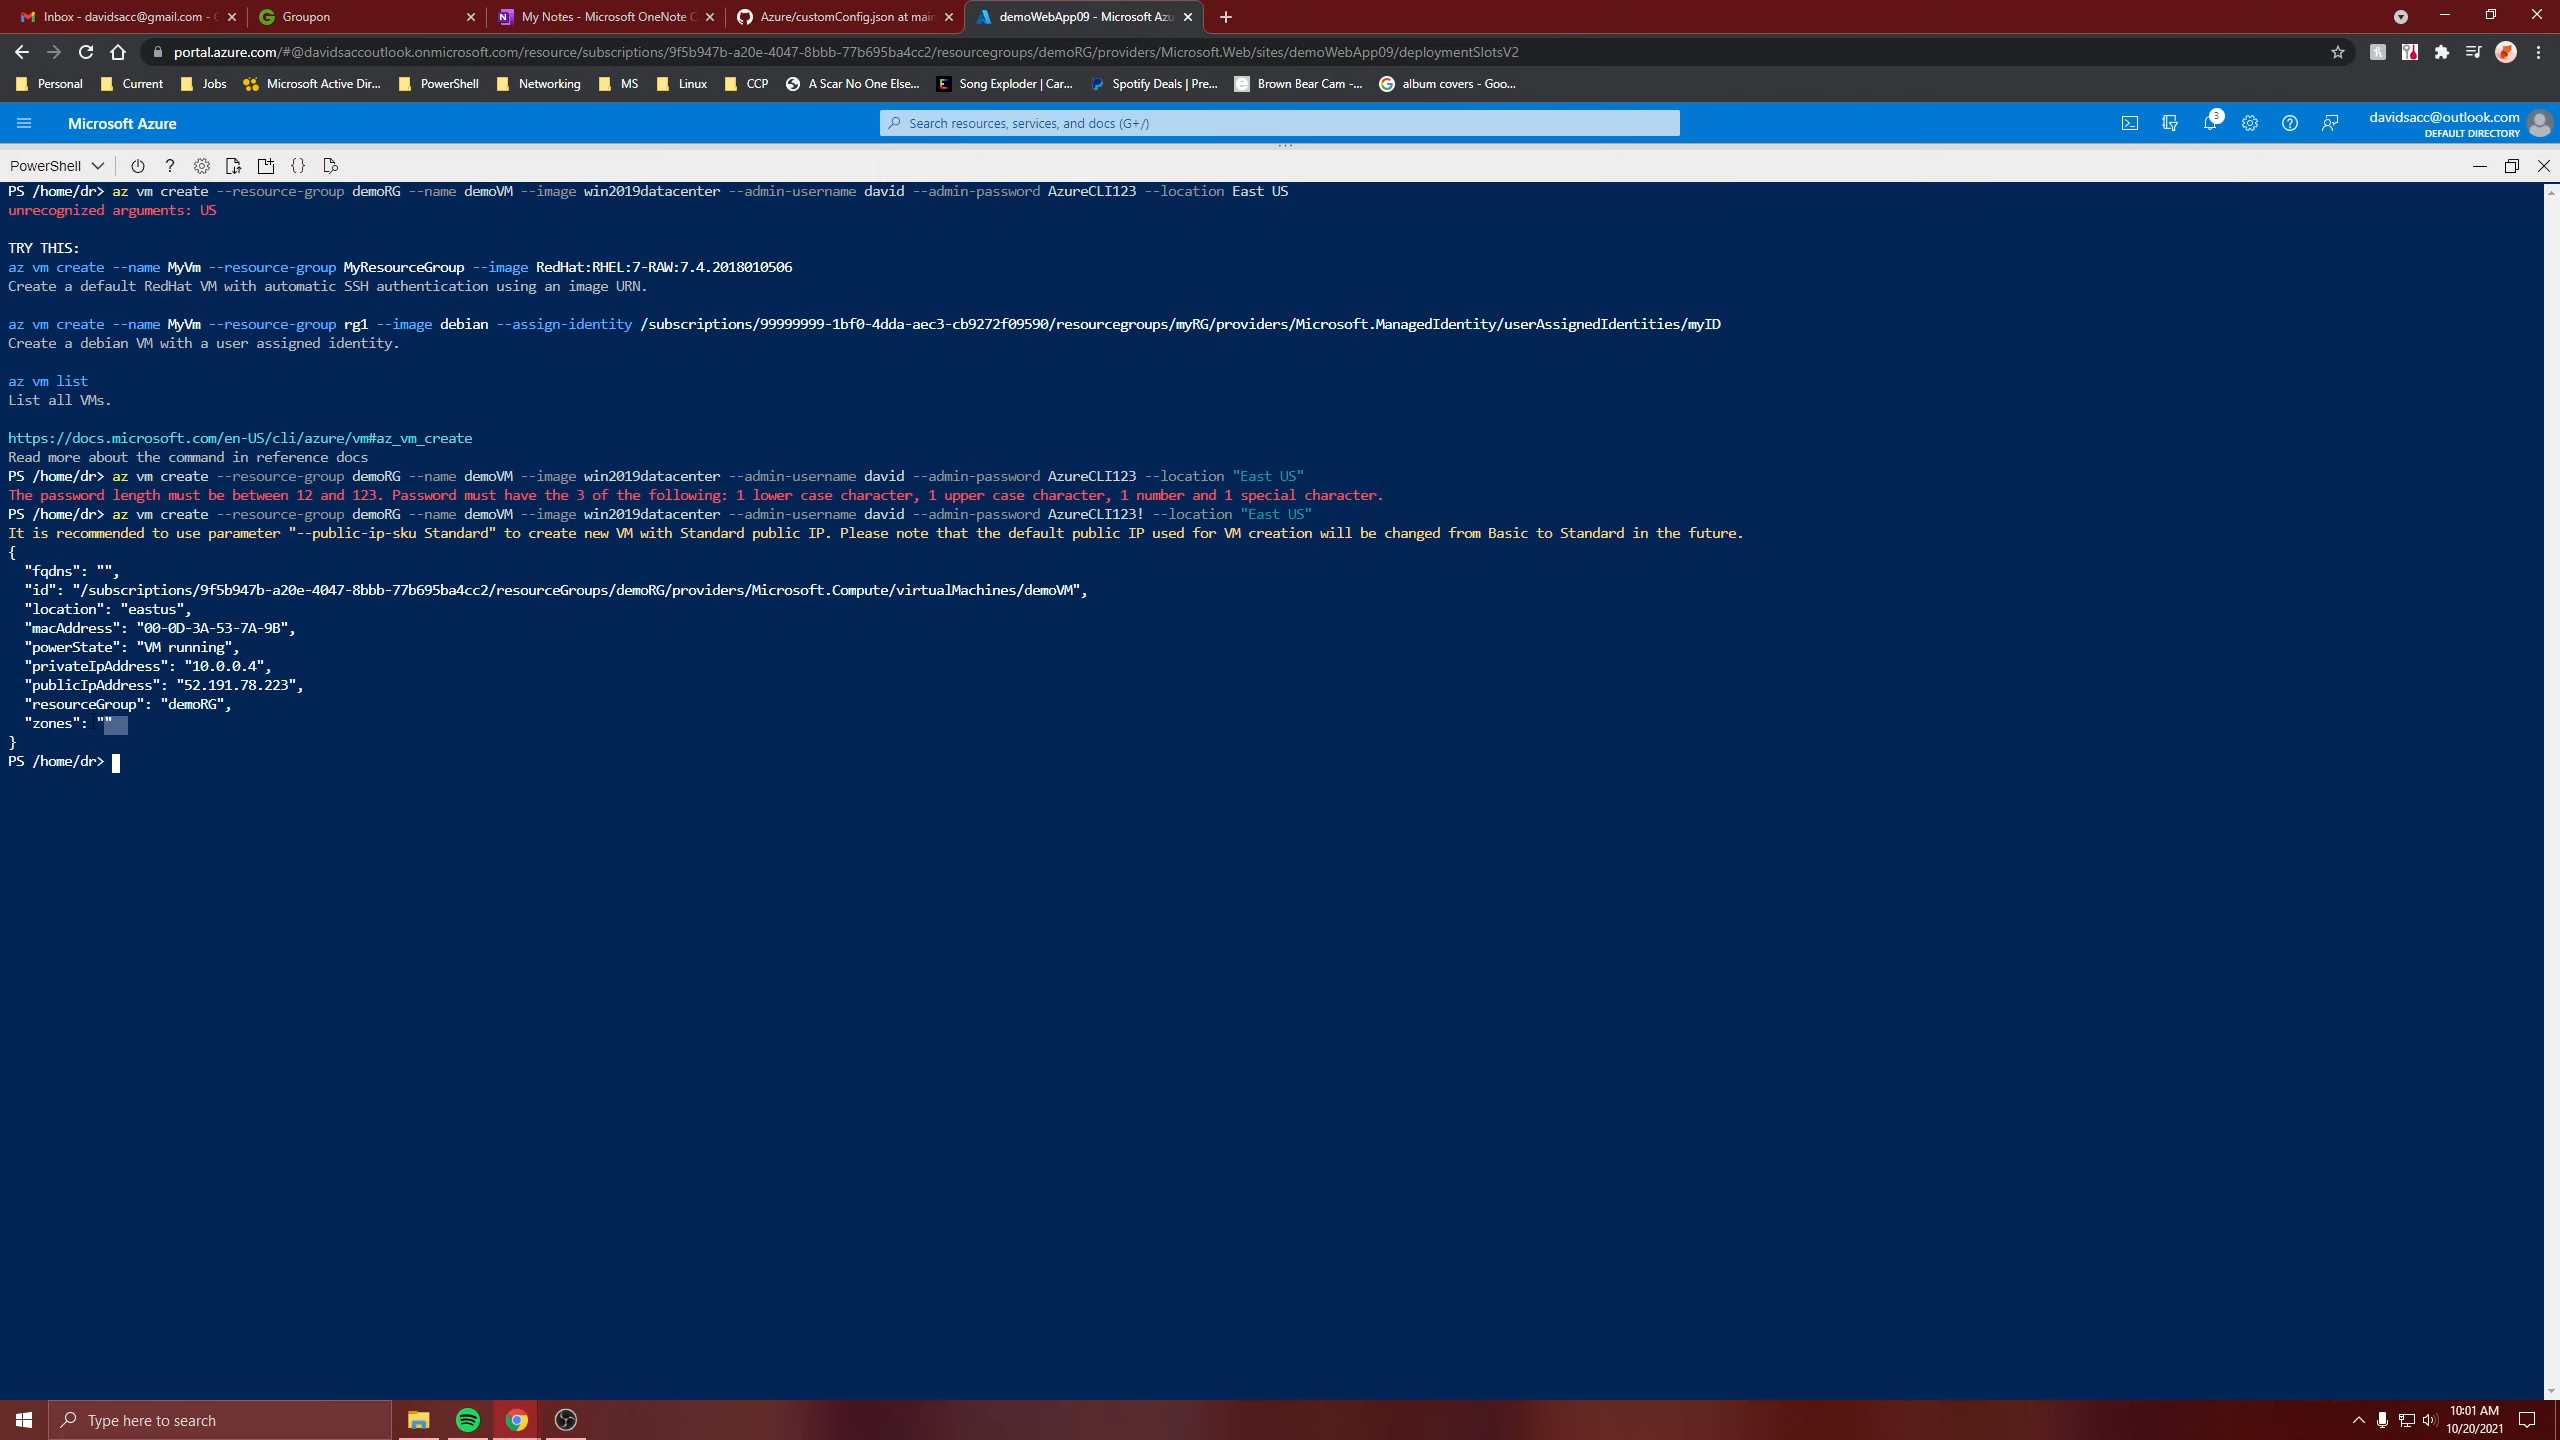 Inbox - davidsacc@gmail.com - G
Groupon
My Notes - Microsoft OneNote O
Azure/customConfig.json at main
demoWebApp09 - Microsoft Azu
portal.azure.com/#@davidsaccoutlook.onmicrosoft.com/resource/subscriptions/9f5b947b-a20e-4047-8bbb-77b695ba4cc2/resourcegroups/demoRG/providers/Microsoft.Web/sites/demoWebApp09/deploymentSlotsV2
Personal
Current
Jobs
Microsoft Active Dir...
PowerShell
Networking
MS
Linux
CCP
A Scar No One Else...
Song Exploder | Car...
Spotify Deals | Pre...
Brown Bear Cam -...
album covers - Goo...
Microsoft Azure
Search resources, services, and docs (G+/)
3
davidsacc@outlook.com
DEFAULT DIRECTORY
PowerShell
PS /home/dr> az vm create --resource-group demoRG --name demoVM --image win2019datacenter --admin-username david --admin-password AzureCLI123 --location East US
unrecognized arguments: US
TRY THIS:
az vm create --name MyVm --resource-group MyResourceGroup --image RedHat:RHEL:7-RAW:7.4.2018010506
Create a default RedHat VM with automatic SSH authentication using an image URN.
az vm create --name MyVm --resource-group rg1 --image debian --assign-identity /subscriptions/99999999-1bf0-4dda-aec3-cb9272f09590/resourcegroups/myRG/providers/Microsoft.ManagedIdentity/userAssignedIdentities/myID
Create a debian VM with a user assigned identity.
az vm list
List all VMs.
https://docs.microsoft.com/en-US/cli/azure/vm#az_vm_create
Read more about the command in reference docs
PS /home/dr> az vm create --resource-group demoRG --name demoVM --image win2019datacenter --admin-username david --admin-password AzureCLI123 --location "East US"
The password length must be between 12 and 123. Password must have the 3 of the following: 1 lower case character, 1 upper case character, 1 number and 1 special character.
PS /home/dr> az vm create --resource-group demoRG --name demoVM --image win2019datacenter --admin-username david --admin-password AzureCLI123! --location "East US"
It is recommended to use parameter "--public-ip-sku Standard" to create new VM with Standard public IP. Please note that the default public IP used for VM creation will be changed from Basic to Standard in the future.
{
"fqdns": "",
"id": "/subscriptions/9f5b947b-a20e-4047-8bbb-77b695ba4cc2/resourceGroups/demoRG/providers/Microsoft.Compute/virtualMachines/demoVM",
"location": "eastus",
"macAddress": "00-0D-3A-53-7A-9B",
"powerState": "VM running",
"privateIpAddress": "10.0.0.4",
"publicIpAddress": "52.191.78.223",
"resourceGroup": "demoRG",
"zones": ""
}
PS /home/dr>
Type here to search
10:01 AM
10/20/2021